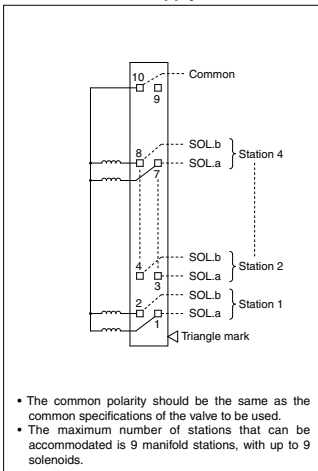 10
Common
9
8
SOL.b
Station 4
SOL.a
7
SOL.b
4
Station 2
SOL.a
3
SOL.b
2
Station 1
SOL.a
1
Triangle mark
• The common polarity should be the same as the
common specifications of the valve to be used.
• The maximum number of stations that can be
accommodated is 9 manifold stations, with up to 9
solenoids.